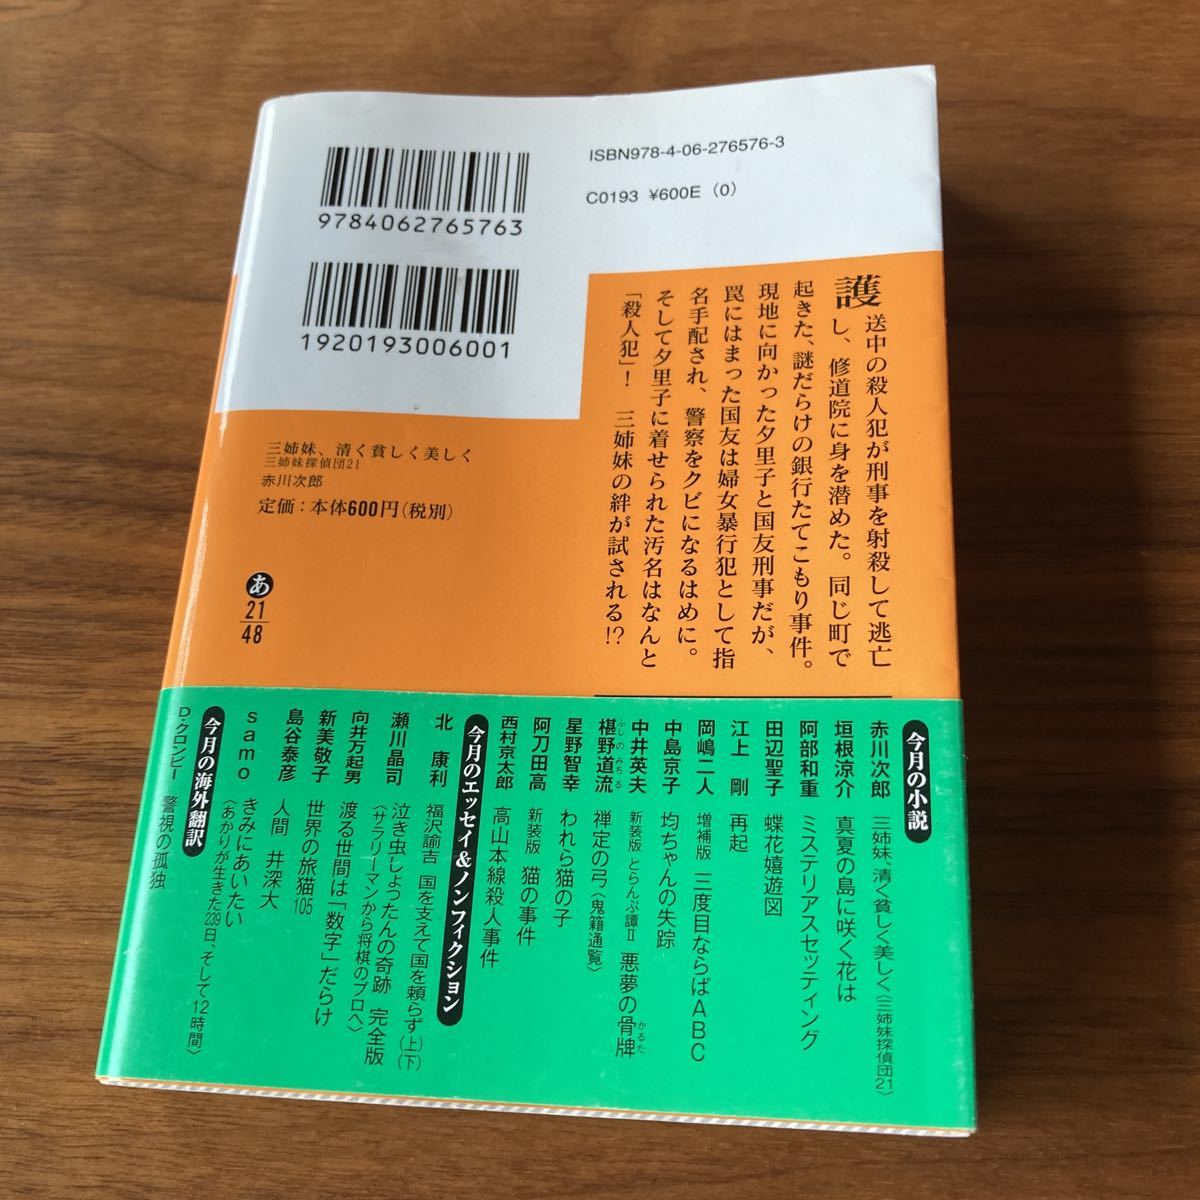 ISBN978-4-06-276576-3
C0193 ¥600E (0)
9784062765763
1920193006001
護送中の殺人犯が刑事を射殺して逃亡
し、修道院に身を潜めた。同じ町で
起きた、謎だらけの銀行たてこもり事件。
現地に向かった夕里子と国友刑事だが、
罠にはまった国友は婦女暴行犯として指
名手配され、警察をクビになるはめに。
そして夕里子に着せられた汚名はなんと
「殺人犯」！ 三姉妹の絆が試される!?
三姉妹、清く貧しく美しく
三姉妹探偵団21
赤川次郎
定価：本体600円（税別）
あ
21
48
今月の小説
赤川次郎 三姉妹、清く貧しく美しく〈三姉妹探偵団21〉
垣根涼介 真夏の島に咲く花は
阿部和重 ミステリアスセッティング
田辺聖子 蝶花嬉遊図
江上 剛 再起
岡嶋二人 増補版 三度目ならばABC
中島京子 均ちゃんの失踪
中井英夫 新装版 とらんぷ譚Ⅱ 悪夢の骨牌
かるた
椹野道流 禅定の弓〈鬼籍通覧〉
ふしのみちる
星野智幸 われら猫の子
阿刀田高 新装版 猫の事件
西村京太郎 高山本線殺人事件
今月のエッセイ&ノンフィクション
北 康利 福沢諭吉 国を支えて国を頼らず(上)(下)
瀬川晶司 泣き虫しょったんの奇跡 完全版
〈サラリーマンから将棋のプロへ〉
向井万起男 渡る世間は「数字」だらけ
新美敬子 世界の旅猫105
島谷泰彦 人間 井深大
samo きみにあいたい
〈あかりが生きた239日、そして12時間〉
今月の海外翻訳
D・クロンビー 警視の孤独